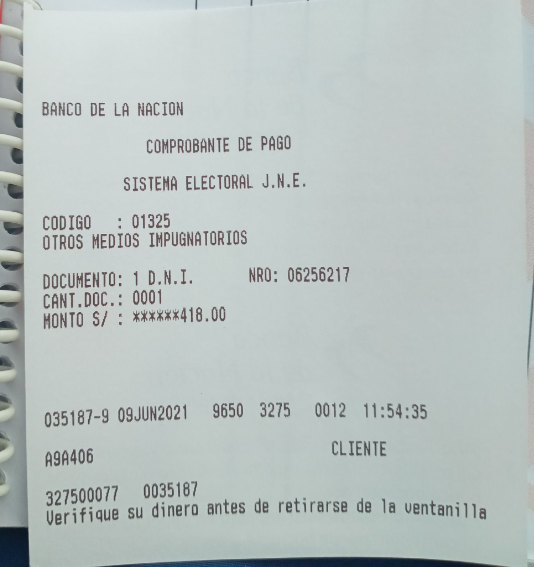 BANCO DE LA NACION
COMPROBANTE DE PAGO
SISTEMA ELECTORAL J.N.E.
CODIGO : 01325
OTROS MEDIOS IMPUGNATORIOS
DOCUMENTO: 1 D.N.I. NRO: 06256217
CANT.DOC.: 0001
MONTO S/ : ******418.00
035187-9 09JUN2021 9650 3275 0012 11:54:35
A9A406 CLIENTE
327500077 0035187
Verifique su dinero antes de retirarse de la ventanilla